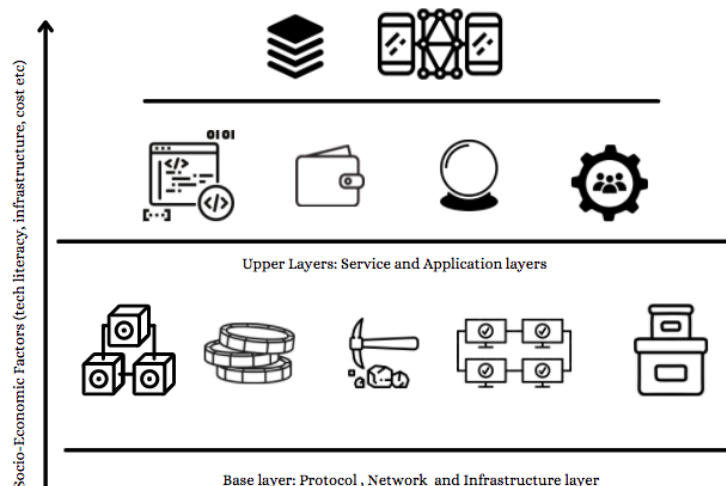 Socio-Economic Factors (tech literacy, infrastructure, cost etc)
0101
</>
</>
[...]
Upper Layers: Service and Application layers
Base layer: Protocol , Network and Infrastructure layer